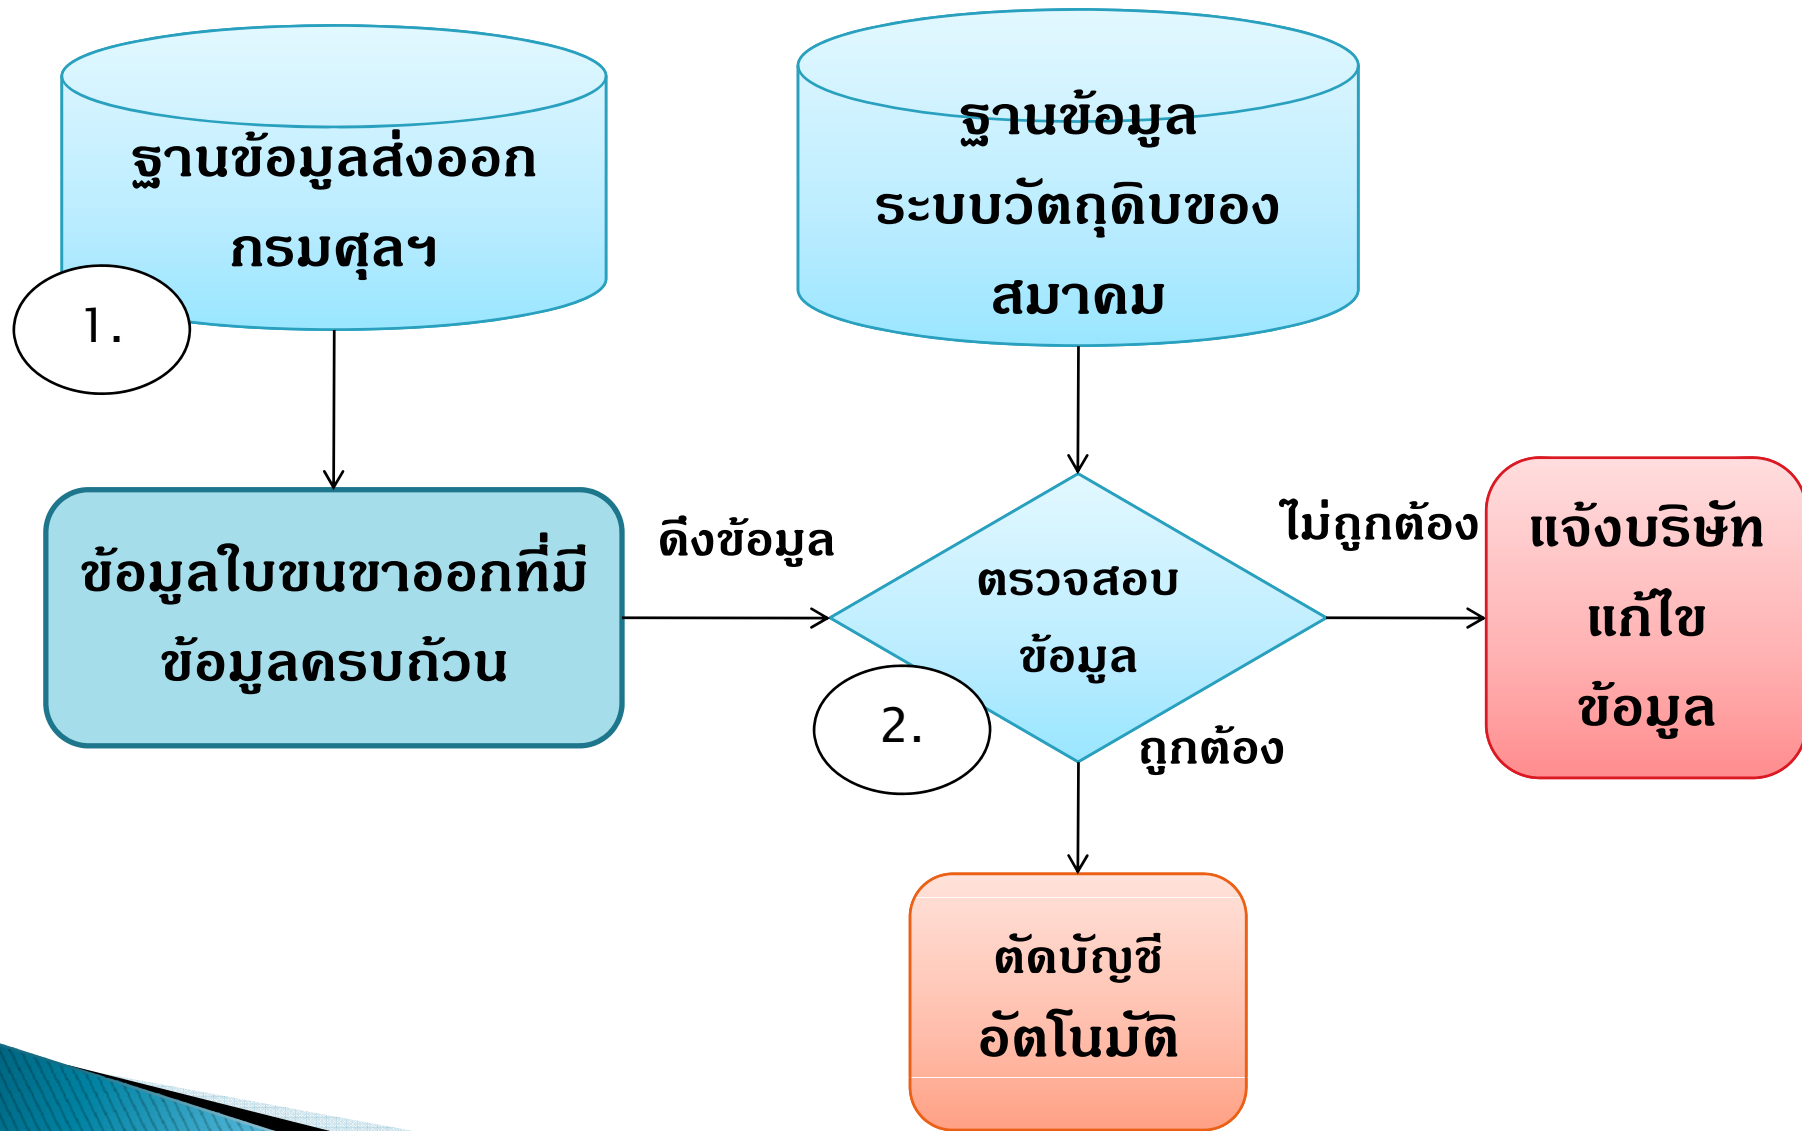 ฐานข้อมูลส่งออก
กรมศุลฯ
1.
ฐานข้อมูล
ระบบวัตถุดิบของ
สมาคม
ข้อมูลใบขนขาออกที่มี
ข้อมูลครบถ้วน
ดึงข้อมูล
ตรวจสอบ
ข้อมูล
2.
ไม่ถูกต้อง
แจ้งบริษัท
แก้ไข
ข้อมูล
ถูกต้อง
ตัดบัญชี
อัตโนมัติ